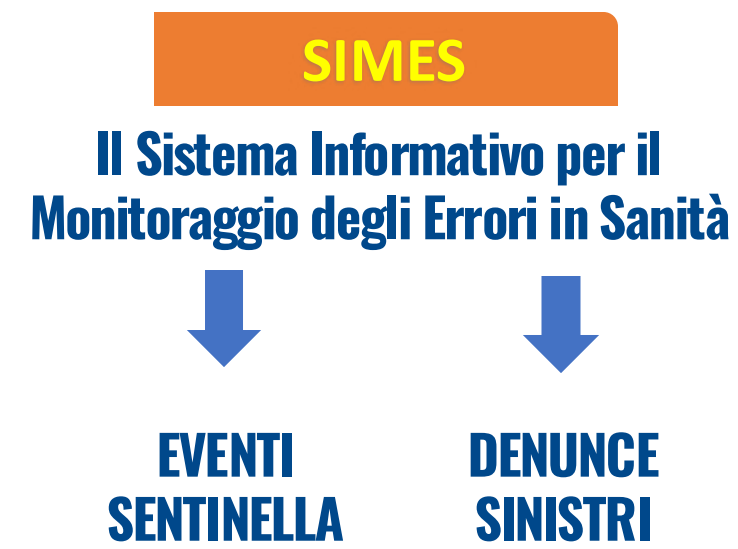 SIMES
Il Sistema Informativo per il
Monitoraggio degli Errori in Sanità
EVENTI
SENTINELLA
DENUNCE
SINISTRI